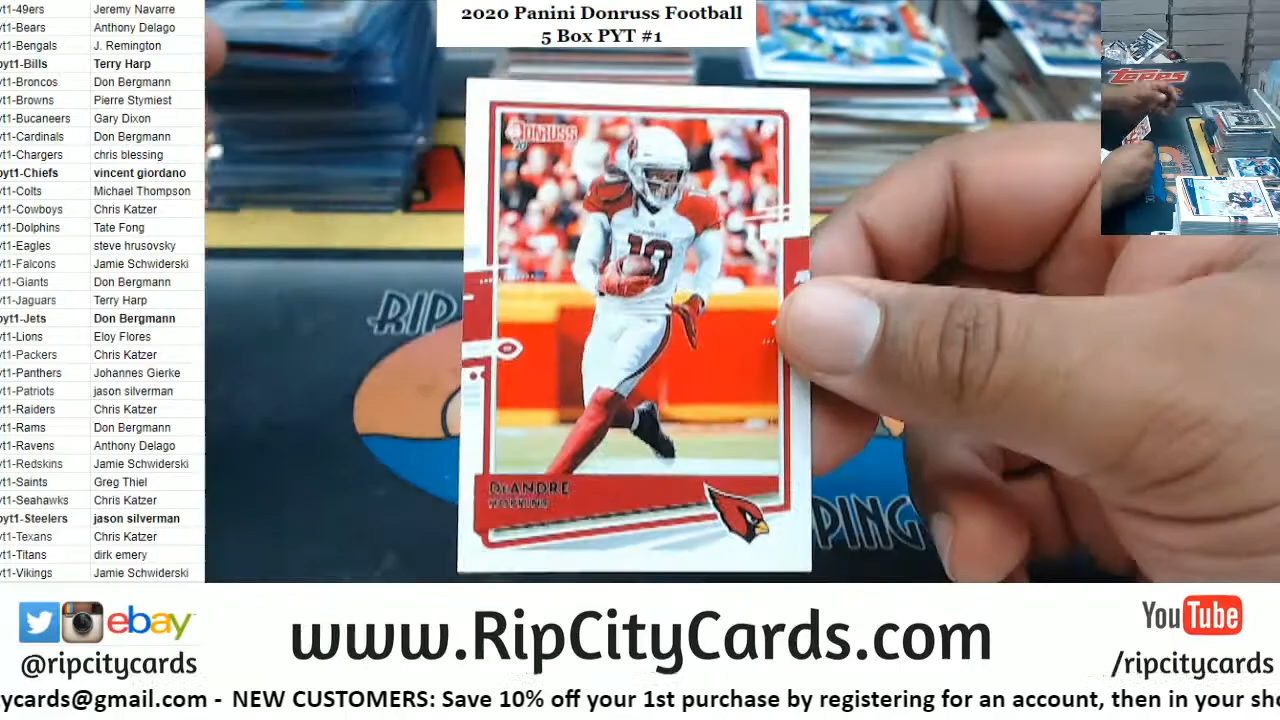 2020 Panini Donruss Football
5 Box PYT #1
yt1-49ers Jeremy Navarre
yt1-Bears Anthony Delago
yt1-Bengals J. Remington
oyt1-Bills Terry Harp
yt1-Broncos Don Bergmann
yt1-Browns Pierre Stymiest
yt1-Bucaneers Gary Dixon
yt1-Cardinals Don Bergmann
yt1-Chargers chris blessing
oyt1-Chiefs vincent giordano
yt1-Colts Michael Thompson
yt1-Cowboys Chris Katzer
yt1-Dolphins Tate Fong
yt1-Eagles steve hrusovsky
yt1-Falcons Jamie Schwiderski
yt1-Giants Don Bergmann
yt1-Jaguars Terry Harp
oyt1-Jets Don Bergmann
yt1-Lions Eloy Flores
yt1-Packers Chris Katzer
yt1-Panthers Johannes Gierke
yt1-Patriots jason silverman
yt1-Raiders Chris Katzer
yt1-Rams Don Bergmann
yt1-Ravens Anthony Delago
yt1-Redskins Jamie Schwiderski
yt1-Saints Greg Thiel
yt1-Seahawks Chris Katzer
oyt1-Steelers jason silverman
yt1-Texans Chris Katzer
yt1-Titans dirk emery
yt1-Vikings Jamie Schwiderski
DONRUSS
10
DeANDRE
HOPKINS
RIP
PING
Topps
ebay
@ripcitycards
www.RipCityCards.com
YouTube
/ripcitycards
ycards@gmail.com - NEW CUSTOMERS: Save 10% off your 1st purchase by registering for an account, then in your sho